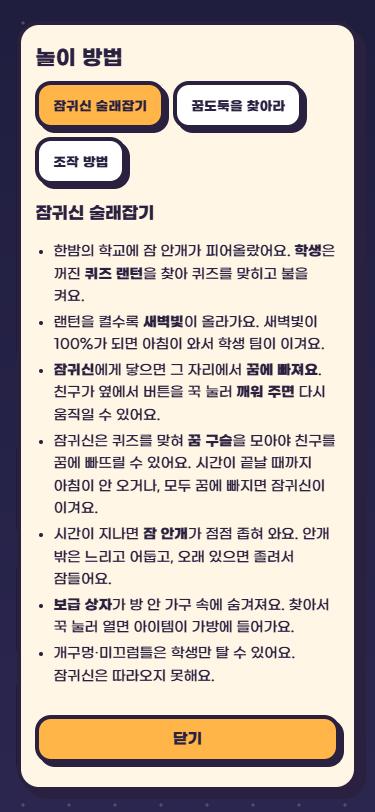 놀이 방법
잠귀신 술래잡기 꿈도둑을 찾아라
조작 방법
잠귀신 술래잡기
• 한밤의 학교에 잠 안개가 피어올랐어요. 학생은
꺼진 퀴즈 랜턴을 찾아 퀴즈를 맞히고 불을
켜요.
• 랜턴을 켤수록 새벽빛이 올라가요. 새벽빛이
100%가 되면 아침이 와서 학생 팀이 이겨요.
• 잠귀신에게 닿으면 그 자리에서 꿈에 빠져요.
친구가 옆에서 버튼을 꾹 눌러 깨워 주면 다시
움직일 수 있어요.
• 잠귀신은 퀴즈를 맞혀 꿈 구슬을 모아야 친구를
꿈에 빠뜨릴 수 있어요. 시간이 끝날 때까지
아침이 안 오거나, 모두 꿈에 빠지면 잠귀신이
이겨요.
• 시간이 지나면 잠 안개가 점점 좁혀 와요. 안개
밖은 느리고 어둡고, 오래 있으면 졸려서
잠들어요.
• 보급 상자가 방 안 가구 속에 숨겨져요. 찾아서
꾹 눌러 열면 아이템이 가방에 들어가요.
• 개구멍·미끄럼틀은 학생만 탈 수 있어요.
잠귀신은 따라오지 못해요.
닫기